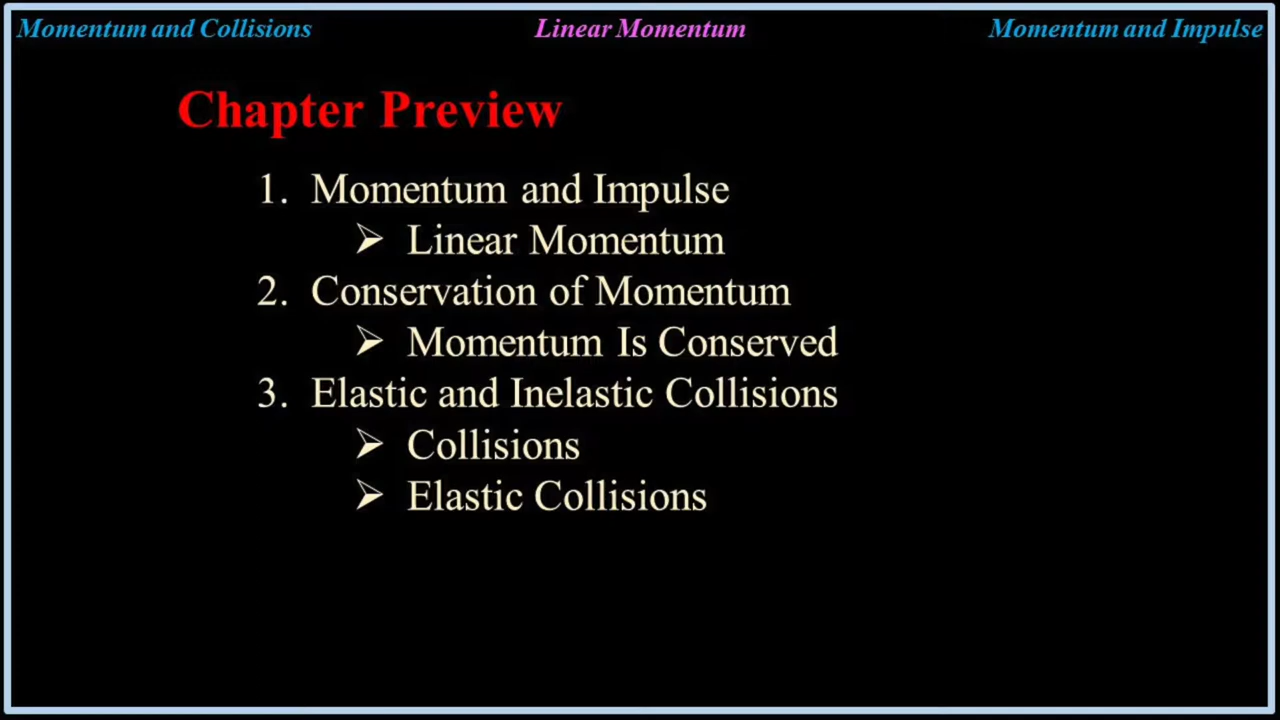 Momentum and Collisions
Linear Momentum
Momentum and Impulse
Chapter Preview
1. Momentum and Impulse
➢ Linear Momentum
2. Conservation of Momentum
➢ Momentum Is Conserved
3. Elastic and Inelastic Collisions
➢ Collisions
➢ Elastic Collisions